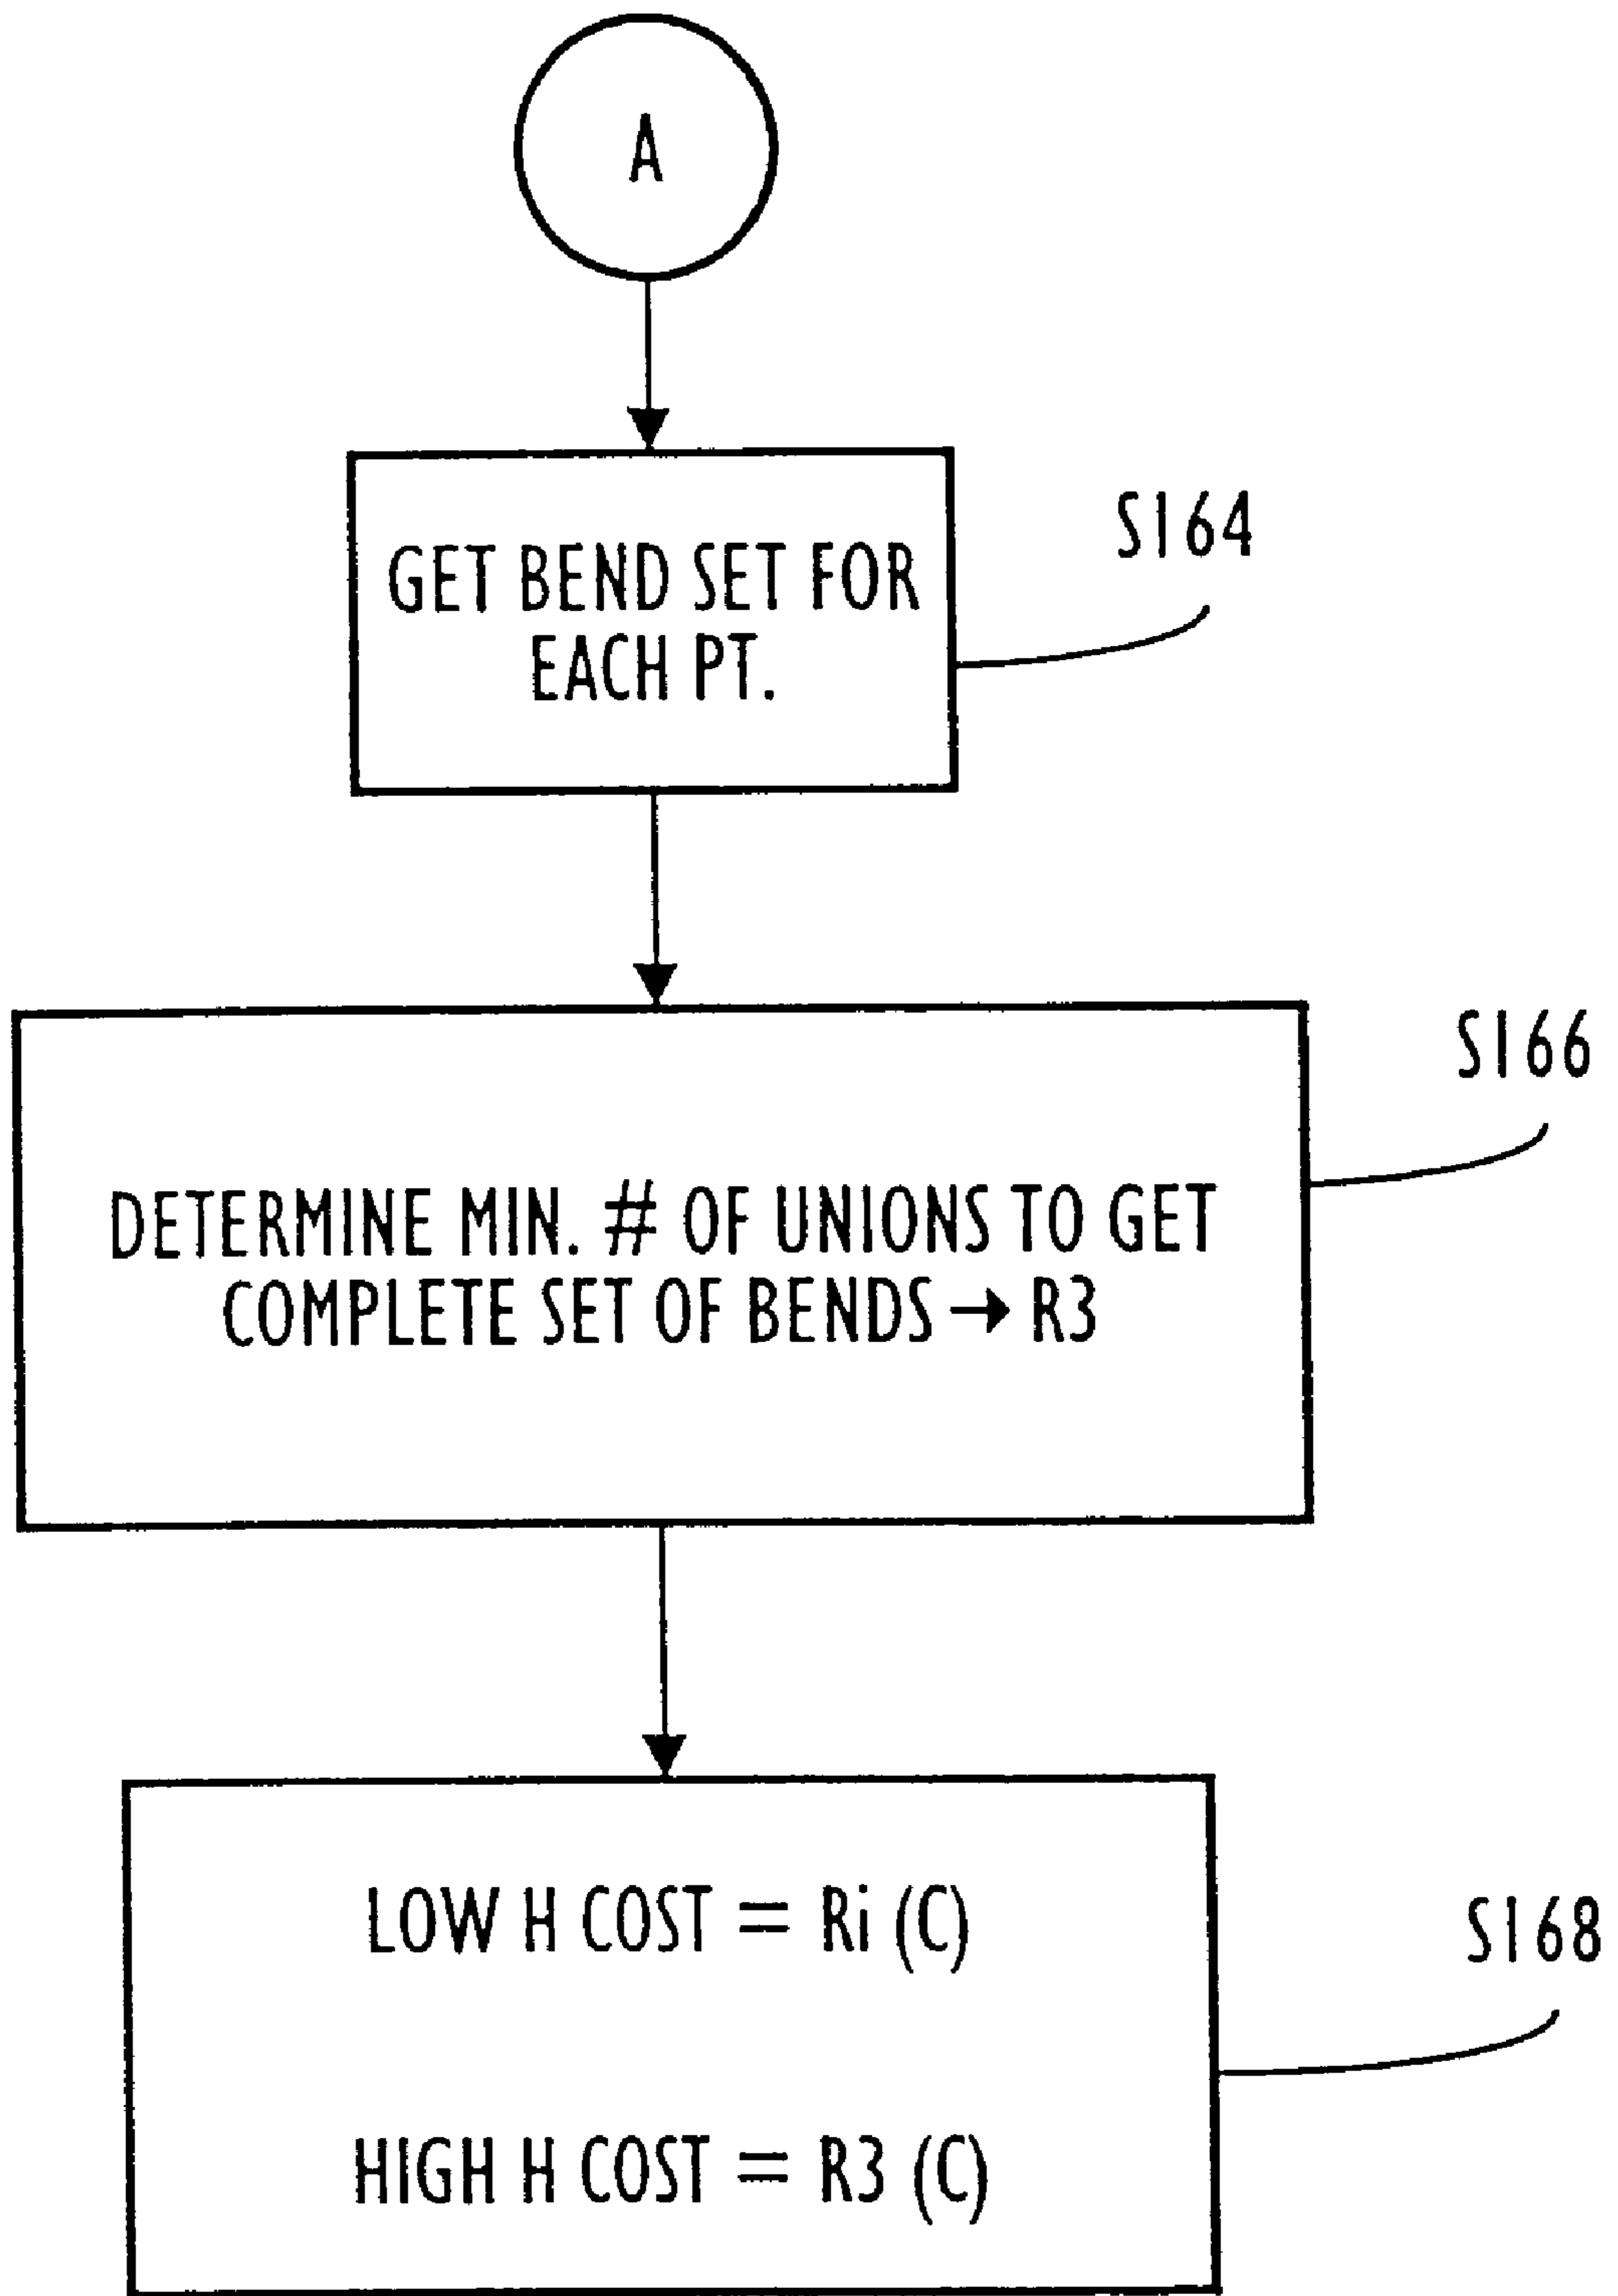 A
GET BEND SET FOR
EACH PT.
S164
DETERMINE MIN. # OF UNIONS TO GET
COMPLETE SET OF BENDS → R3
S166
LOW H COST = Ri (C)
HIGH H COST = R3 (C)
S168